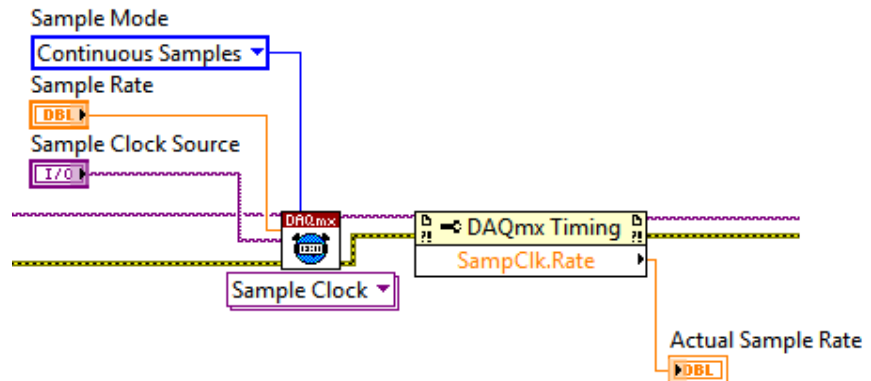 Sample Mode
Continuous Samples
Sample Rate
DBL
Sample Clock Source
I/O
DAQmx
Sample Clock
DAQmx Timing
SampClk.Rate
Actual Sample Rate
DBL